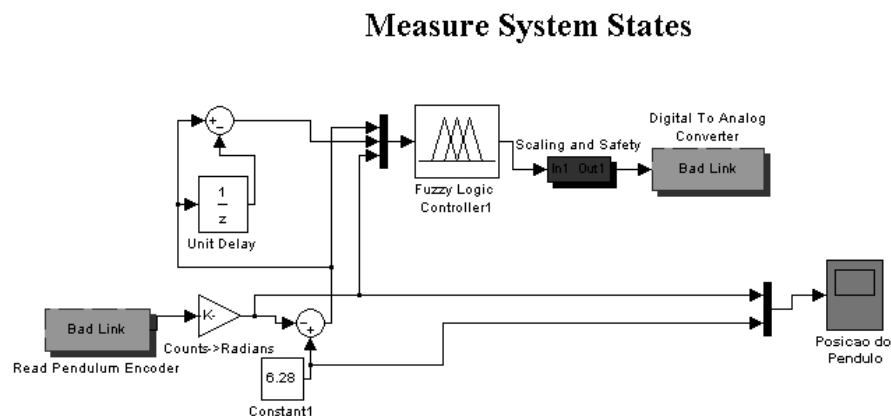 Measure System States
Digital To Analog
Converter
Scaling and Safety
In1 Out1
Bad Link
Fuzzy Logic
Controller1
1
z
Unit Delay
Bad Link
K-
Read Pendulum Encoder
Counts->Radians
6.28
Constant1
Posicao do
Pendulo